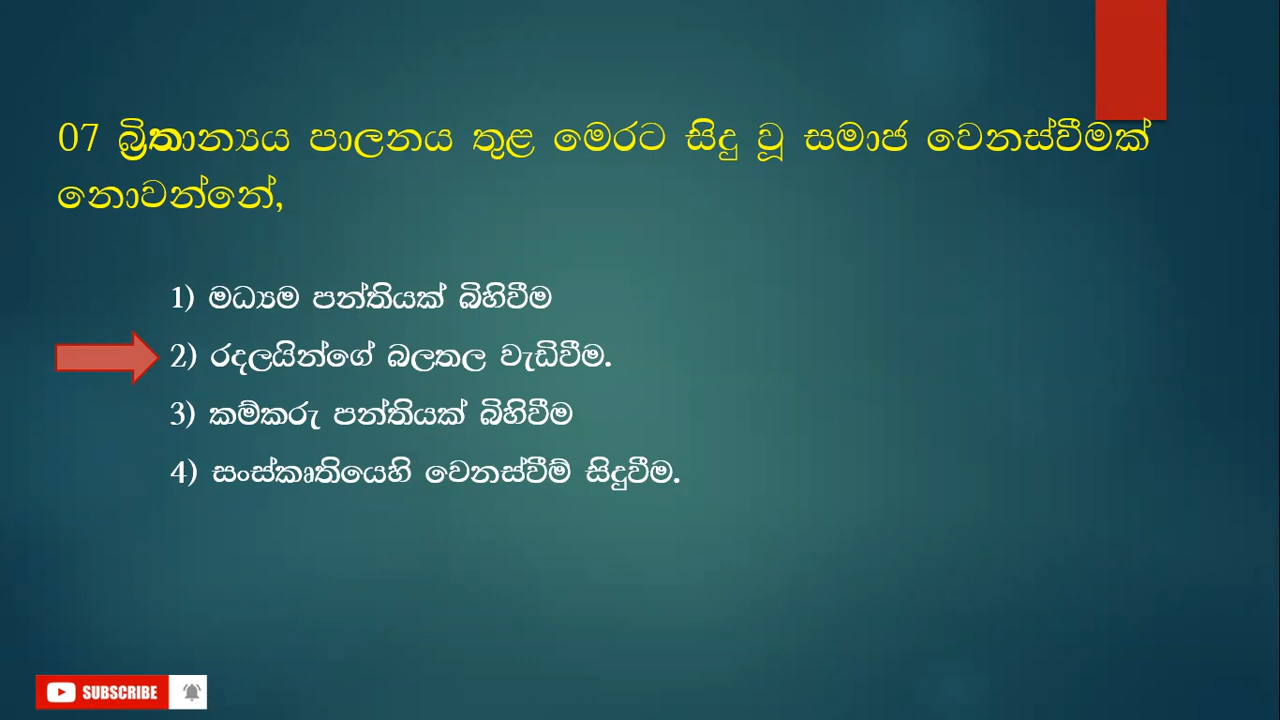 07 බ්‍රිතාන්‍යය පාලනය තුළ මෙරට සිදු වූ සමාජ වෙනස්වීමක්
නොවන්නේ,
1) මධ්‍යම පන්තියක් බිහිවීම
2) රදලයින්ගේ බලතල වැඩිවීම.
3) කම්කරු පන්තියක් බිහිවීම
4) සංස්කෘතියෙහි වෙනස්වීම් සිදුවීම.
SUBSCRIBE